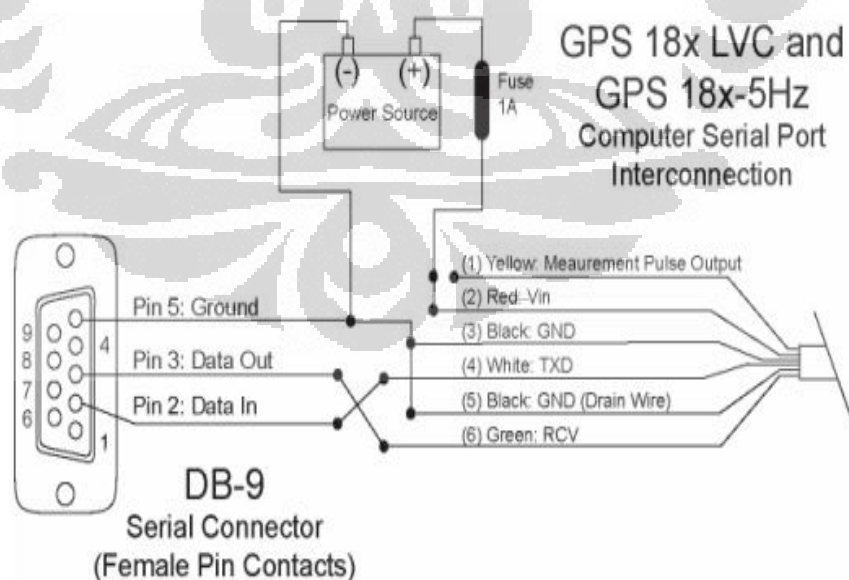 GPS 18x LVC and
GPS 18x-5Hz
Computer Serial Port
Interconnection
(-)
(+)
Power Source
Fuse
1A
(1) Yellow: Meaurement Pulse Output
(2) Red: Vin
(3) Black: GND
(4) White: TXD
(5) Black: GND (Drain Wire)
(6) Green: RCV
Pin 5: Ground
Pin 3: Data Out
Pin 2: Data In
9
8
7
6
4
1
DB-9
Serial Connector
(Female Pin Contacts)